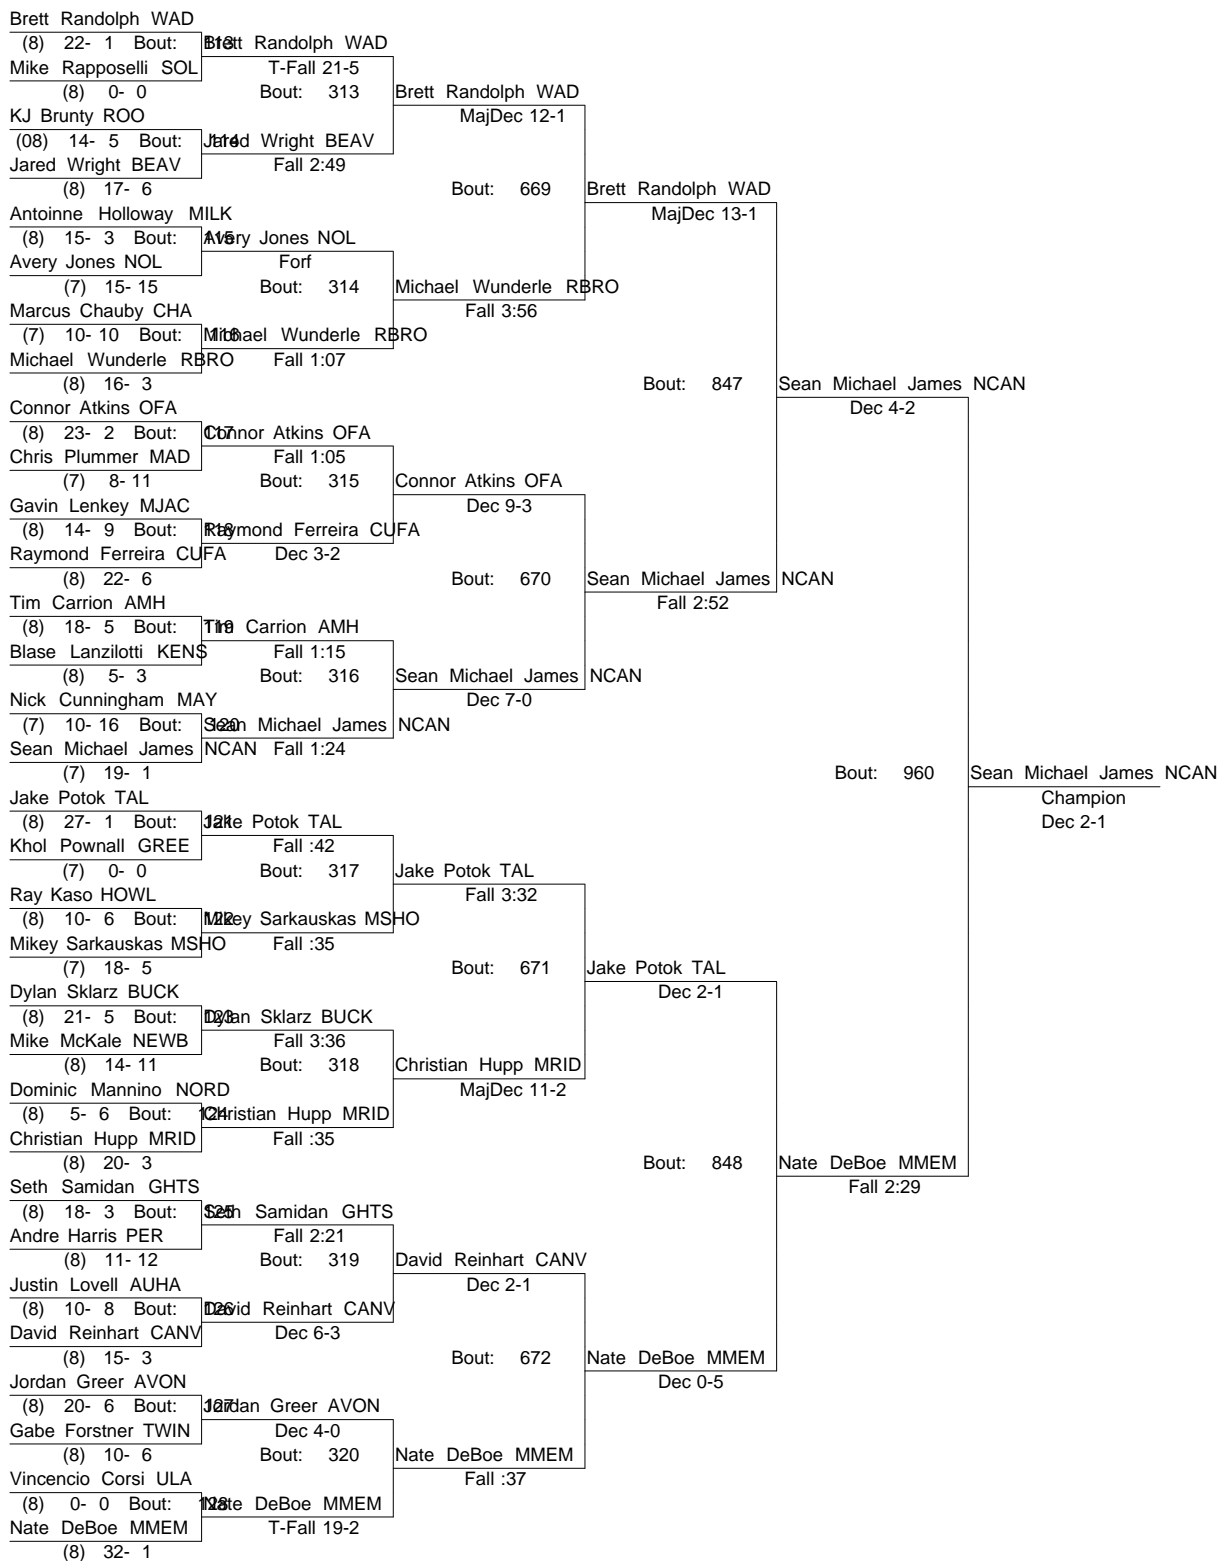 Brett Randolph WAD
(8) 22- 1 Bout: 113
Brett Randolph WAD
Mike Rapposelli SOL
T-Fall 21-5
(8) 0- 0
Bout: 313
Brett Randolph WAD
KJ Brunty ROO
MajDec 12-1
(08) 14- 5 Bout: 114
Jared Wright BEAV
Jared Wright BEAV
Fall 2:49
(8) 17- 6
Bout: 669
Brett Randolph WAD
Antoinne Holloway MILK
MajDec 13-1
(8) 15- 3 Bout: 115
Avery Jones NOL
Avery Jones NOL
Forf
(7) 15- 15
Bout: 314
Michael Wunderle RBRO
Marcus Chauby CHA
Fall 3:56
(7) 10- 10 Bout: 116
Michael Wunderle RBRO
Michael Wunderle RBRO
Fall 1:07
(8) 16- 3
Bout: 847
Sean Michael James NCAN
Connor Atkins OFA
Dec 4-2
(8) 23- 2 Bout: 117
Connor Atkins OFA
Chris Plummer MAD
Fall 1:05
(7) 8- 11
Bout: 315
Connor Atkins OFA
Gavin Lenkey MJAC
Dec 9-3
(8) 14- 9 Bout: 118
Raymond Ferreira CUFA
Raymond Ferreira CUFA
Dec 3-2
(8) 22- 6
Bout: 670
Sean Michael James NCAN
Tim Carrion AMH
Fall 2:52
(8) 18- 5 Bout: 119
Tim Carrion AMH
Blase Lanzilotti KENS
Fall 1:15
(8) 5- 3
Bout: 316
Sean Michael James NCAN
Nick Cunningham MAY
Dec 7-0
(7) 10- 16 Bout: 120
Sean Michael James NCAN
Sean Michael James NCAN
Fall 1:24
(7) 19- 1
Bout: 960
Sean Michael James NCAN
Jake Potok TAL
Champion
(8) 27- 1 Bout: 121
Jake Potok TAL
Dec 2-1
Khol Pownall GREE
Fall :42
(7) 0- 0
Bout: 317
Jake Potok TAL
Ray Kaso HOWL
Fall 3:32
(8) 10- 6 Bout: 122
Mikey Sarkauskas MSHO
Mikey Sarkauskas MSHO
Fall :35
(7) 18- 5
Bout: 671
Jake Potok TAL
Dylan Sklarz BUCK
Dec 2-1
(8) 21- 5 Bout: 123
Dylan Sklarz BUCK
Mike McKale NEWB
Fall 3:36
(8) 14- 11
Bout: 318
Christian Hupp MRID
Dominic Mannino NORD
MajDec 11-2
(8) 5- 6 Bout: 124
Christian Hupp MRID
Christian Hupp MRID
Fall :35
(8) 20- 3
Bout: 848
Nate DeBoe MMEM
Seth Samidan GHTS
Fall 2:29
(8) 18- 3 Bout: 125
Seth Samidan GHTS
Andre Harris PER
Fall 2:21
(8) 11- 12
Bout: 319
David Reinhart CANV
Justin Lovell AUHA
Dec 2-1
(8) 10- 8 Bout: 126
David Reinhart CANV
David Reinhart CANV
Dec 6-3
(8) 15- 3
Bout: 672
Nate DeBoe MMEM
Jordan Greer AVON
Dec 0-5
(8) 20- 6 Bout: 127
Jordan Greer AVON
Gabe Forstner TWIN
Dec 4-0
(8) 10- 6
Bout: 320
Nate DeBoe MMEM
Vincencio Corsi ULA
Fall :37
(8) 0- 0 Bout: 128
Nate DeBoe MMEM
Nate DeBoe MMEM
T-Fall 19-2
(8) 32- 1